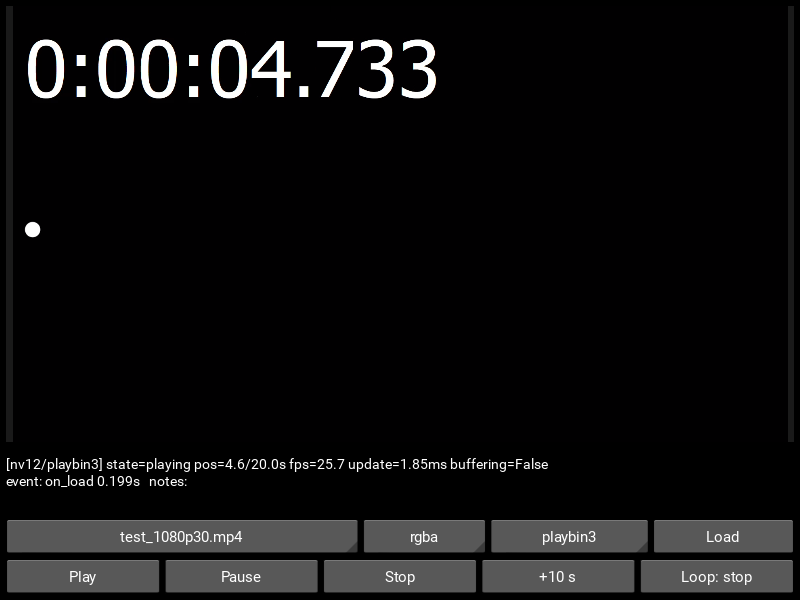 0:00:04.733
[nv12/playbin3] state=playing pos=4.6/20.0s fps=25.7 update=1.85ms buffering=False
event: on_load 0.199s   notes:
test_1080p30.mp4 rgba playbin3 Load
Play Pause Stop +10 s Loop: stop